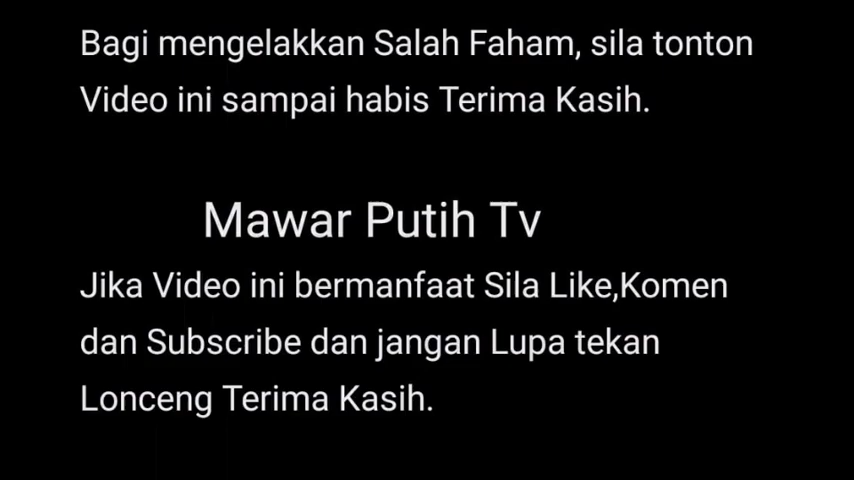 Bagi mengelakkan Salah Faham, sila tonton
Video ini sampai habis Terima Kasih.
Mawar Putih Tv
Jika Video ini bermanfaat Sila Like,Komen
dan Subscribe dan jangan Lupa tekan
Lonceng Terima Kasih.